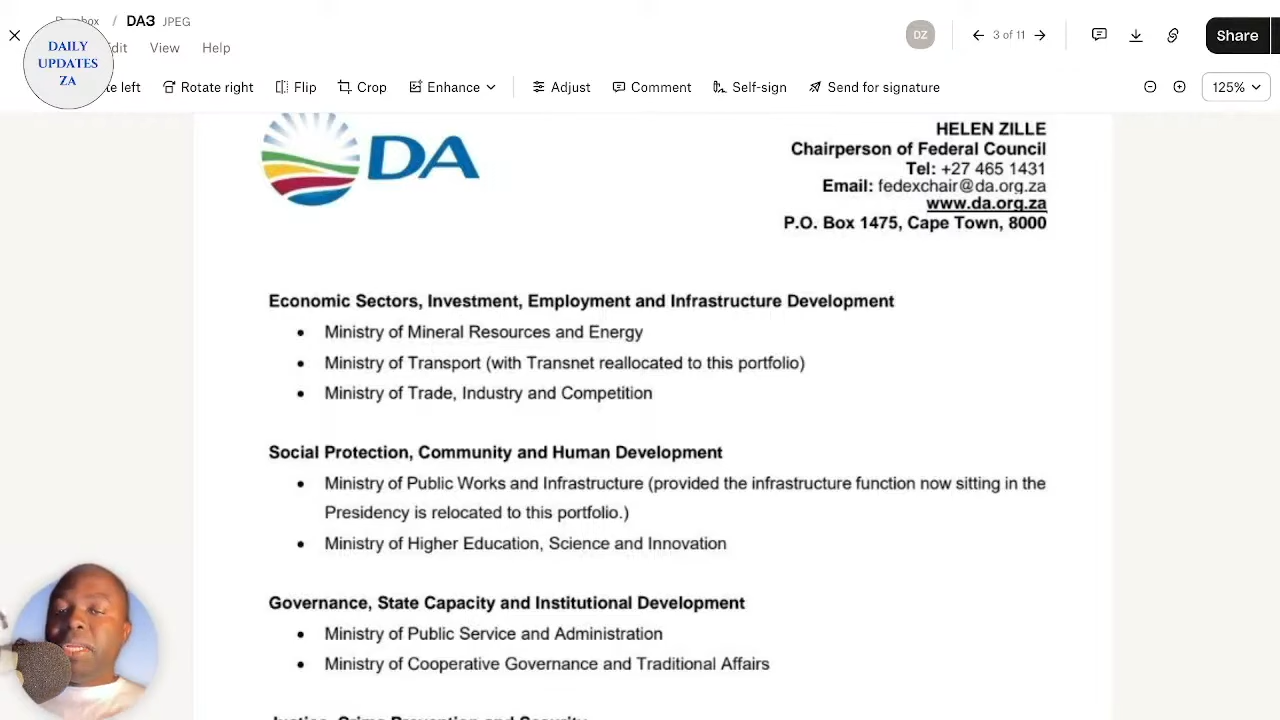 Dropbox / DA3 JPEG
DZ
3 of 11
Share
DAILY
UPDATES
ZA
View
Help
Rotate right
Flip
Crop
Enhance
Adjust
Comment
Self-sign
Send for signature
125%
DA
HELEN ZILLE
Chairperson of Federal Council
Tel: +27 465 1431
Email: fedexchair@da.org.za
www.da.org.za
P.O. Box 1475, Cape Town, 8000
Economic Sectors, Investment, Employment and Infrastructure Development
• Ministry of Mineral Resources and Energy
• Ministry of Transport (with Transnet reallocated to this portfolio)
• Ministry of Trade, Industry and Competition
Social Protection, Community and Human Development
• Ministry of Public Works and Infrastructure (provided the infrastructure function now sitting in the
Presidency is relocated to this portfolio.)
• Ministry of Higher Education, Science and Innovation
Governance, State Capacity and Institutional Development
• Ministry of Public Service and Administration
• Ministry of Cooperative Governance and Traditional Affairs
Justice, Crime Prevention and Security